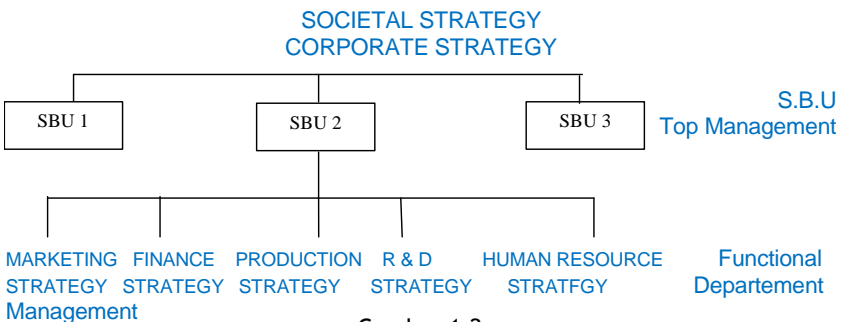 SOCIETAL STRATEGY
CORPORATE STRATEGY
SBU 1
SBU 2
SBU 3
S.B.U
Top Management
MARKETING FINANCE PRODUCTION R & D HUMAN RESOURCE Functional
STRATEGY STRATEGY STRATEGY STRATEGY STRATFGY Departement
Management